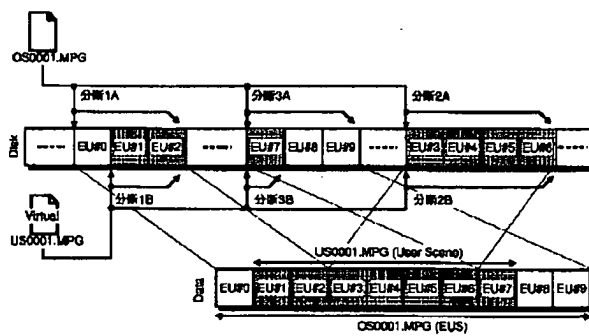 OS0001.MPG
分断1A
分断3A
分断2A
Disk
EU#0 EU#1 EU#2 EU#7 EU#8 EU#9 EU#3 EU#4 EU#5 EU#6
分断1B
分断3B
分断2B
Virtual
US0001.MPG
US0001.MPG (User Scene)
Data
EU#0 EU#1 EU#2 EU#3 EU#4 EU#5 EU#6 EU#7 EU#8 EU#9
OS0001.MPG (EUS)